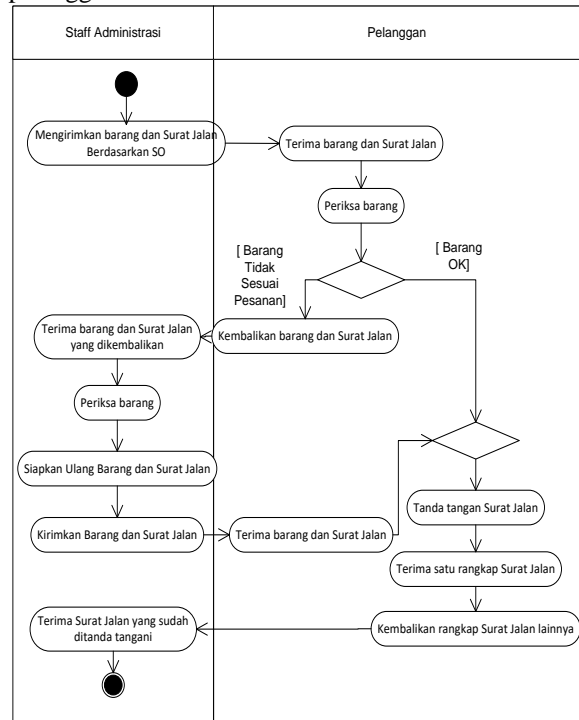 Staff Administrasi
Pelanggan
Mengirimkan barang dan Surat Jalan
Berdasarkan SO
Terima barang dan Surat Jalan
Periksa barang
[ Barang
Tidak
Sesuai
Pesanan]
[ Barang
OK]
Kembalikan barang dan Surat Jalan
Terima barang dan Surat Jalan
yang dikembalikan
Periksa barang
Siapkan Ulang Barang dan Surat Jalan
Kirimkan Barang dan Surat Jalan
Terima barang dan Surat Jalan
Tanda tangan Surat Jalan
Terima satu rangkap Surat Jalan
Kembalikan rangkap Surat Jalan lainnya
Terima Surat Jalan yang sudah
ditanda tangani